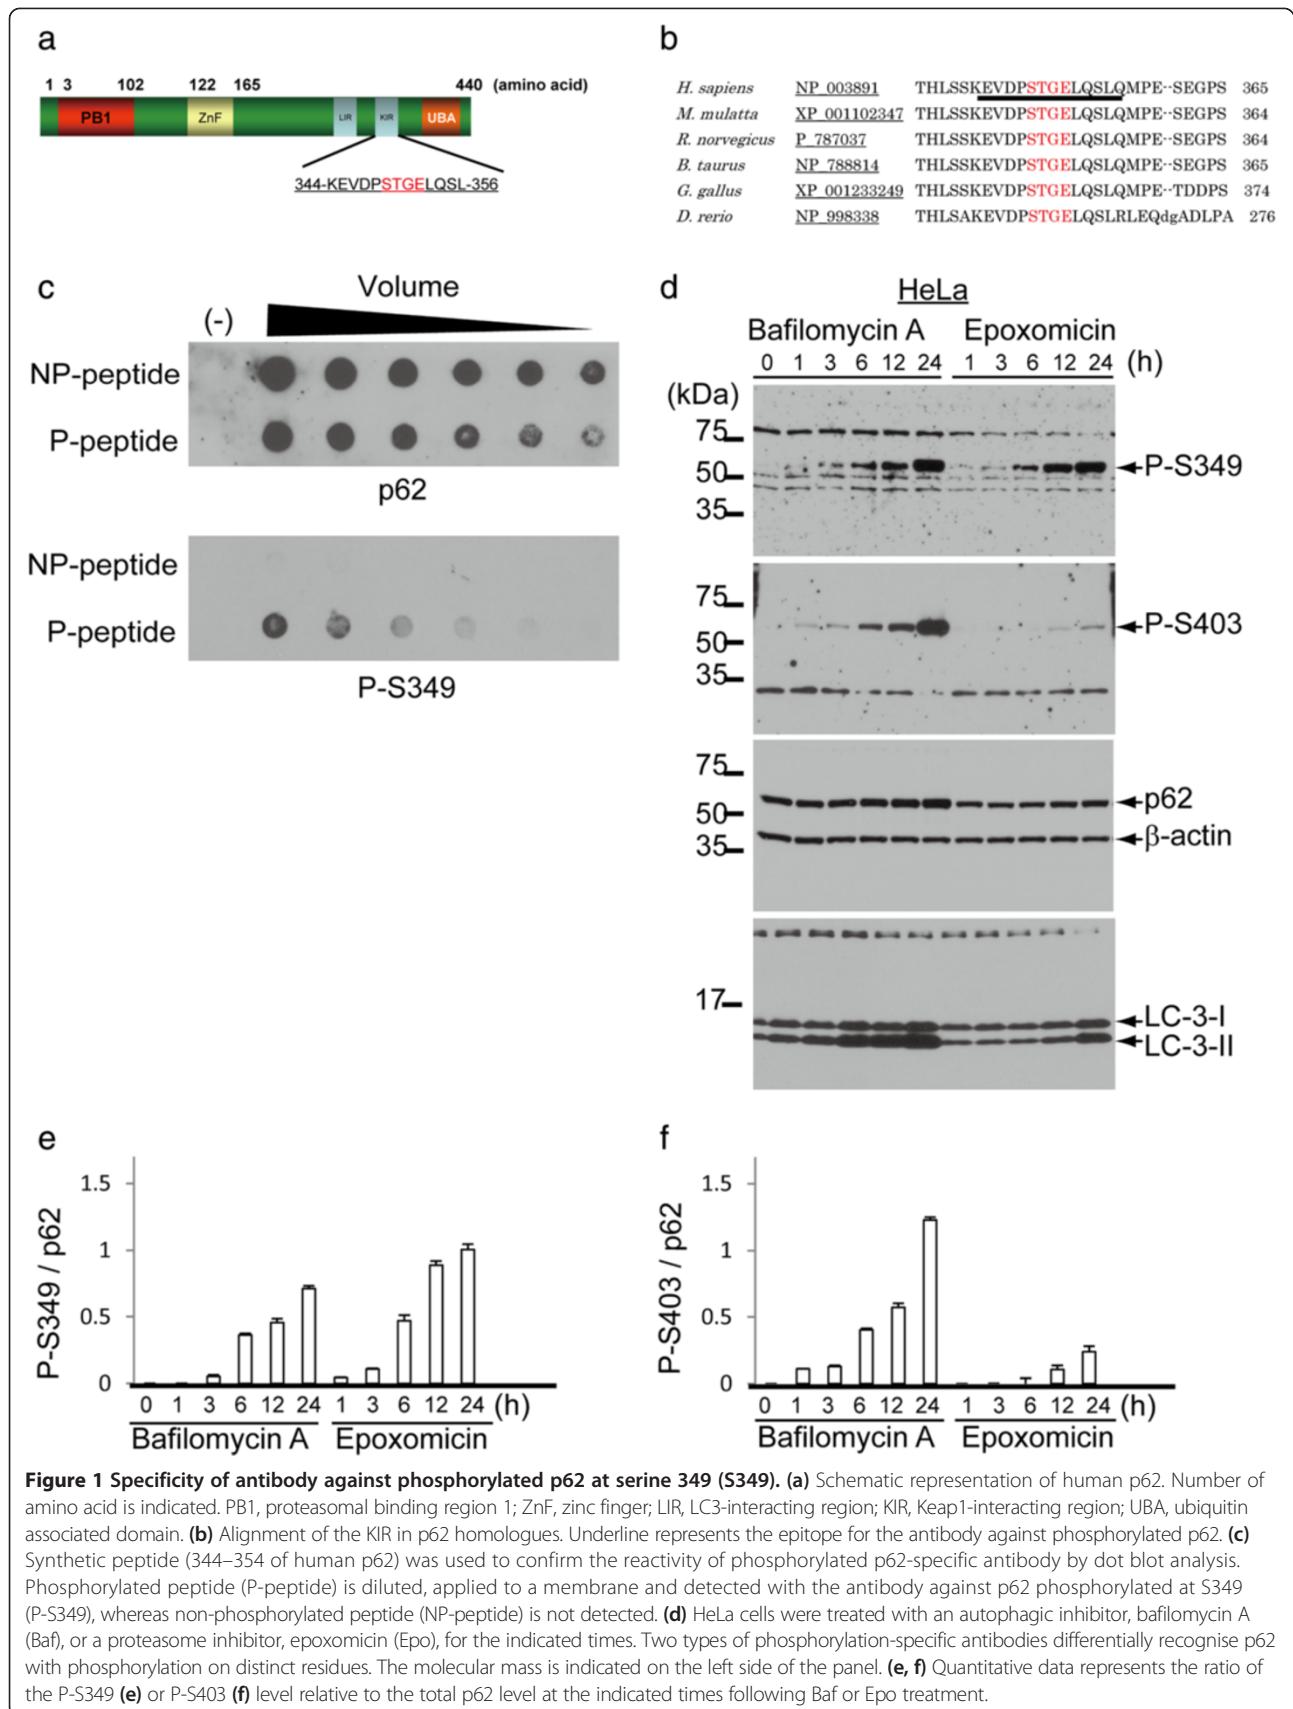 a
1 3 102 122 165 440 (amino acid)
PB1 ZnF LIR KIR UBA
344-KEVDPSTGELQSL-356
b
H. sapiens NP_003891 THLSSKEVDPSTGELQSLQMPE--SEGPS 365
M. mulatta XP_001102347 THLSSKEVDPSTGELQSLQMPE--SEGPS 364
R. norvegicus P_787037 THLSSKEVDPSTGELQSLQMPE--SEGPS 364
B. taurus NP_788814 THLSSKEVDPSTGELQSLQMPE--SEGPS 365
G. gallus XP_001233249 THLSSKEVDPSTGELQSLQMPE--TDDPS 374
D. rerio NP_998338 THLSAKEVDPSTGELQSLRLEQdgADLPA 276
c
Volume
(-)
NP-peptide
P-peptide
p62
NP-peptide
P-peptide
P-S349
d
HeLa
Bafilomycin A Epoxomicin
0 1 3 6 12 24 1 3 6 12 24 (h)
(kDa)
75
50
35
P-S349
75
50
35
P-S403
75
50
35
p62
β-actin
17
LC-3-I
LC-3-II
e
P-S349 / p62
1.5
1
0.5
0
0 1 3 6 12 24 1 3 6 12 24 (h)
Bafilomycin A Epoxomicin
f
P-S403 / p62
1.5
1
0.5
0
0 1 3 6 12 24 1 3 6 12 24 (h)
Bafilomycin A Epoxomicin
Figure 1 Specificity of antibody against phosphorylated p62 at serine 349 (S349). (a) Schematic representation of human p62. Number of
amino acid is indicated. PB1, proteasomal binding region 1; ZnF, zinc finger; LIR, LC3-interacting region; KIR, Keap1-interacting region; UBA, ubiquitin
associated domain. (b) Alignment of the KIR in p62 homologues. Underline represents the epitope for the antibody against phosphorylated p62. (c)
Synthetic peptide (344–354 of human p62) was used to confirm the reactivity of phosphorylated p62-specific antibody by dot blot analysis.
Phosphorylated peptide (P-peptide) is diluted, applied to a membrane and detected with the antibody against p62 phosphorylated at S349
(P-S349), whereas non-phosphorylated peptide (NP-peptide) is not detected. (d) HeLa cells were treated with an autophagic inhibitor, bafilomycin A
(Baf), or a proteasome inhibitor, epoxomicin (Epo), for the indicated times. Two types of phosphorylation-specific antibodies differentially recognise p62
with phosphorylation on distinct residues. The molecular mass is indicated on the left side of the panel. (e, f) Quantitative data represents the ratio of
the P-S349 (e) or P-S403 (f) level relative to the total p62 level at the indicated times following Baf or Epo treatment.